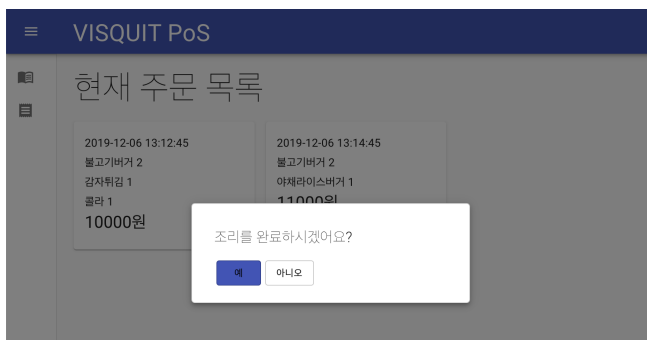 VISQUIT PoS
현재 주문 목록
2019-12-06 13:12:45
불고기버거 2
감자튀김 1
콜라 1
10000원
2019-12-06 13:14:45
불고기버거 2
야채라이스버거 1
11000원
조리를 완료하시겠어요?
예
아니오